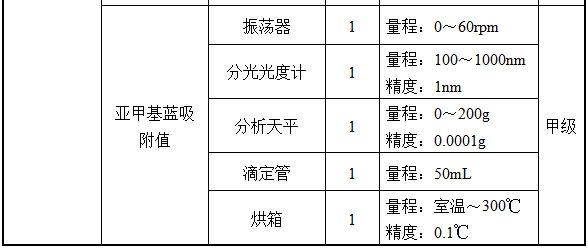 亚甲基蓝吸
附值
振荡器
1
量程：0～60rpm
分光光度计
1
量程：100～1000nm
精度：1nm
分析天平
1
量程：0～200g
精度：0.0001g
滴定管
1
量程：50mL
烘箱
1
量程：室温～300℃
精度：0.1℃
甲级